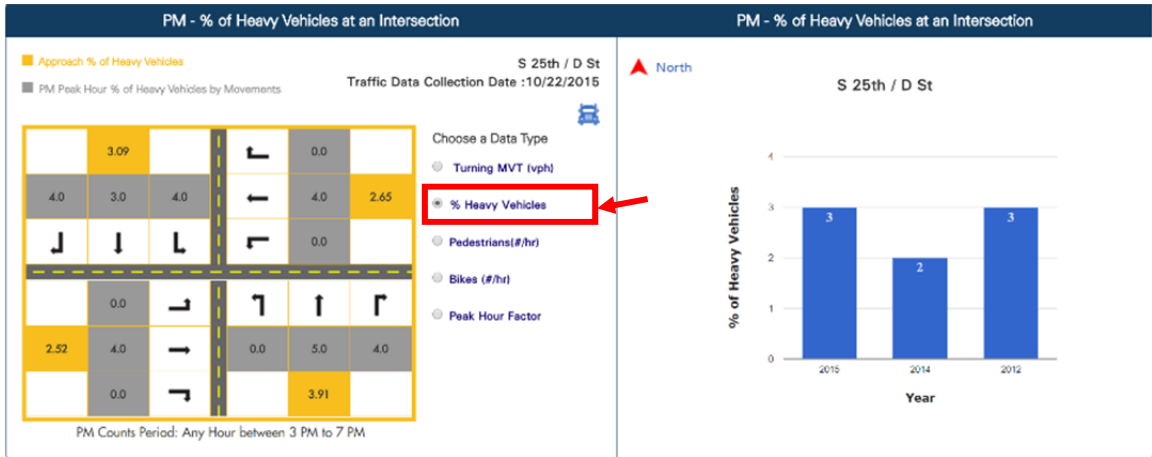 PM - % of Heavy Vehicles at an Intersection
Approach % of Heavy Vehicles
PM Peak Hour % of Heavy Vehicles by Movements
S 25th / D St
Traffic Data Collection Date :10/22/2015
3.09
0.0
4.0 3.0 4.0 4.0 2.65
0.0
0.0
2.52 4.0 0.0 5.0 4.0
0.0 3.91
PM Counts Period: Any Hour between 3 PM to 7 PM
Choose a Data Type
Turning MVT (vph)
% Heavy Vehicles
Pedestrians(#/hr)
Bikes (#/hr)
Peak Hour Factor
PM - % of Heavy Vehicles at an Intersection
North
S 25th / D St
% of Heavy Vehicles
4
3
2
1
0
3
2
3
2015 2014 2012
Year